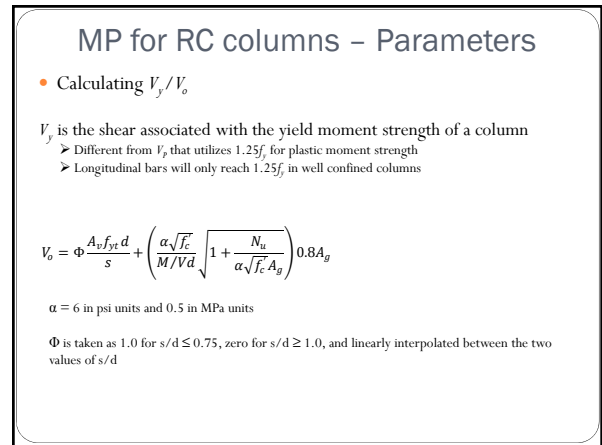 MP for RC columns – Parameters
• Calculating V_y/V_o
V_y is the shear associated with the yield moment strength of a column
➢ Different from V_P that utilizes 1.25f_y for plastic moment strength
➢ Longitudinal bars will only reach 1.25f_y in well confined columns
V_o = Φ A_v f_yt d / s + ( α√f_c′ / (M/Vd) √(1 + N_u / (α√f_c′ A_g)) ) 0.8A_g
α = 6 in psi units and 0.5 in MPa units
Φ is taken as 1.0 for s/d ≤ 0.75, zero for s/d ≥ 1.0, and linearly interpolated between the two
values of s/d